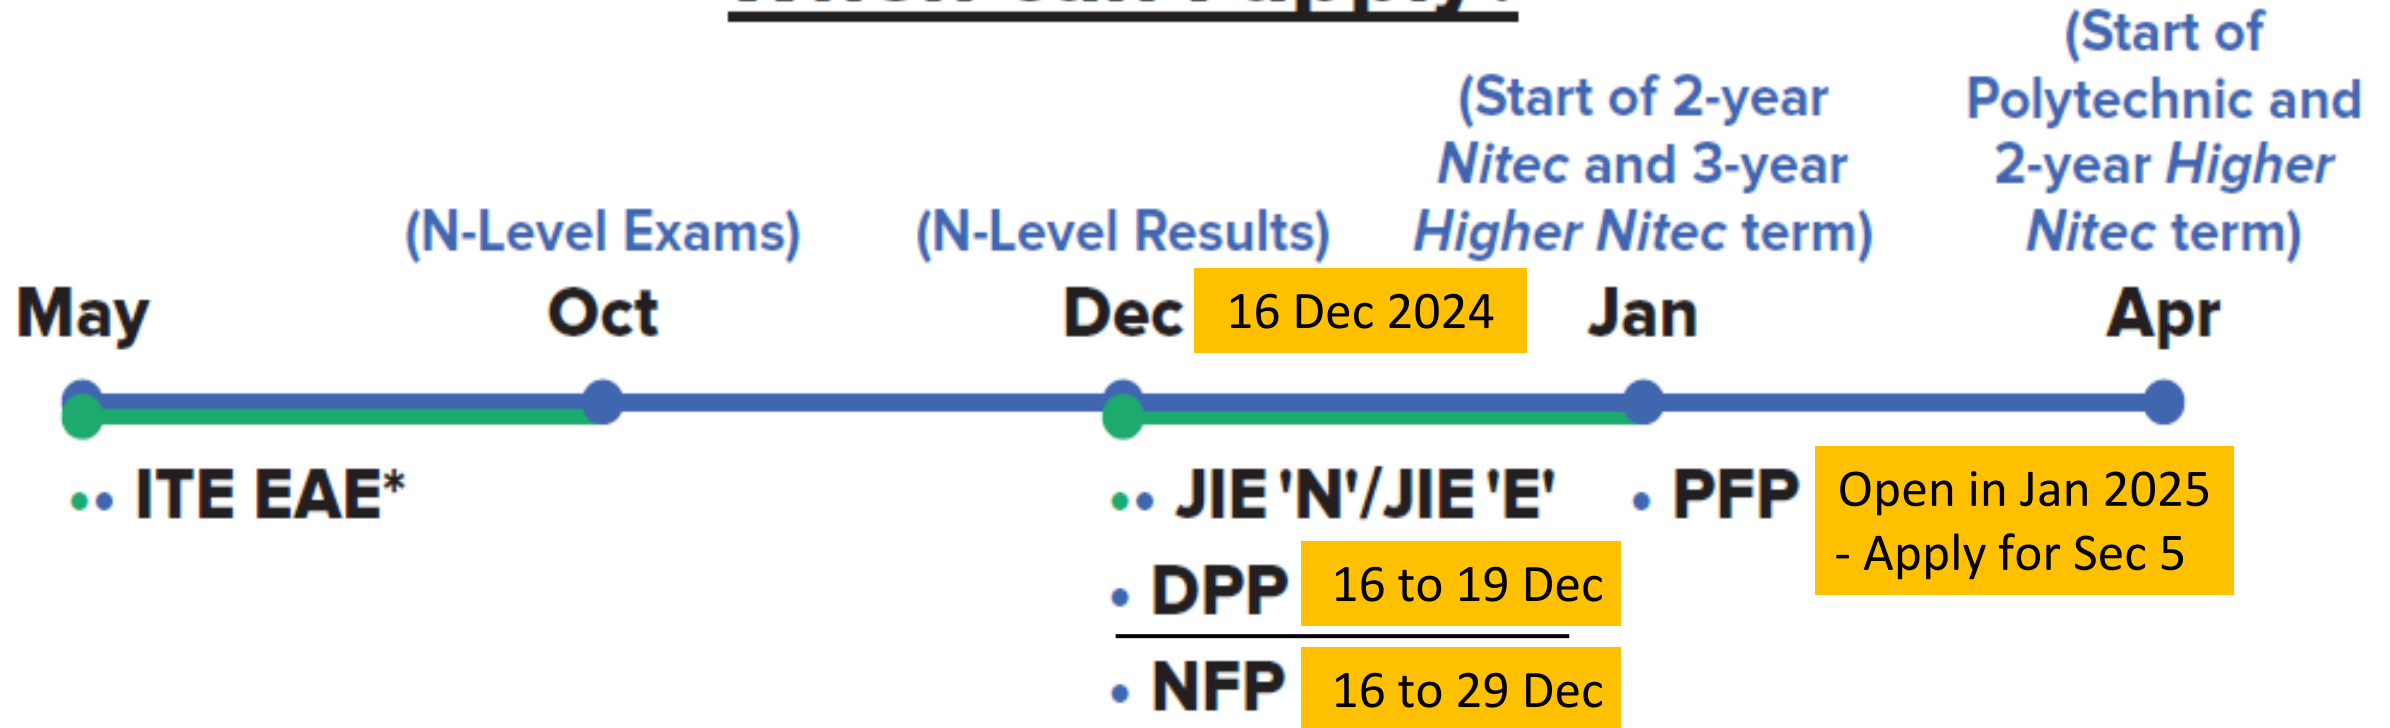 (Start of
Polytechnic and
2-year Higher
Nitec term)
(Start of 2-year
Nitec and 3-year
Higher Nitec term)
(N-Level Exams)
(N-Level Results)
May
Oct
Dec
16 Dec 2024
Jan
Apr
ITE EAE*
JIE 'N'/JIE 'E'
PFP
Open in Jan 2025
- Apply for Sec 5
DPP
16 to 19 Dec
NFP
16 to 29 Dec